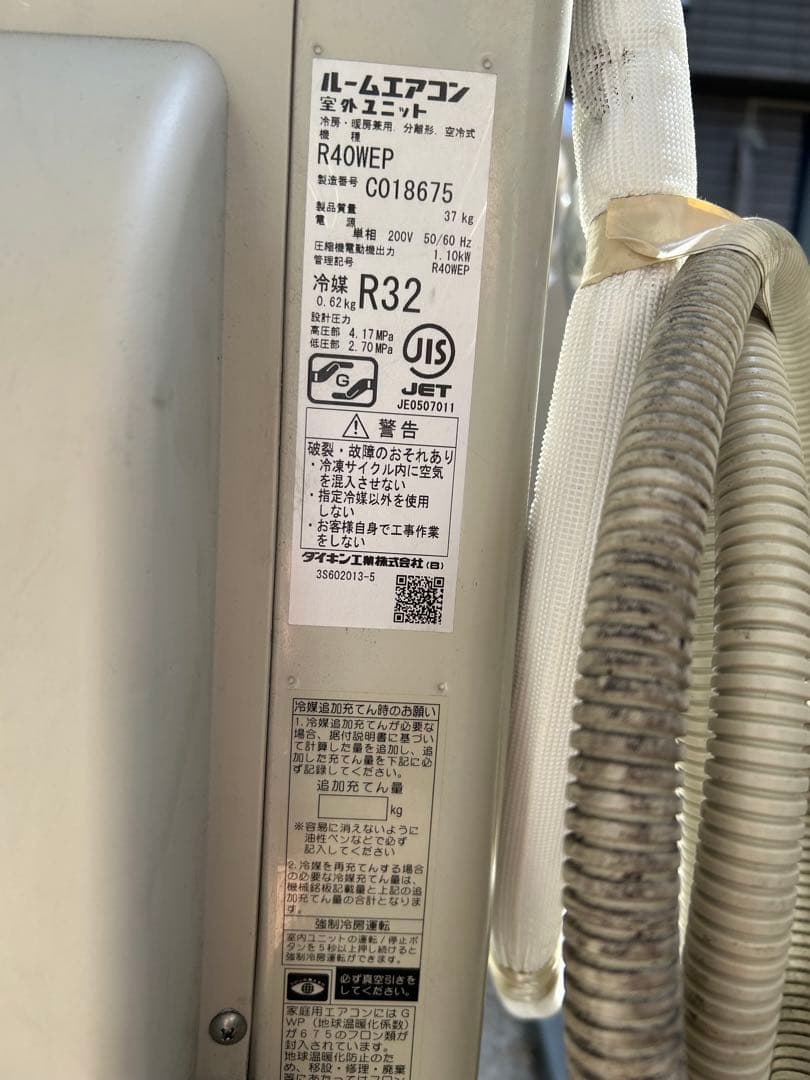 ルームエアコン
室外ユニット
冷房・暖房兼用．分離形．空冷式
機　種
R40WEP
製造番号 C018675
製品質量 37 kg
電　源
単相 200V 50/60 Hz
圧縮機電動機出力 1.10kW
管理記号 R40WEP
冷媒 R32
0.62kg
設計圧力
高圧部 4.17MPa
低圧部 2.70MPa
JIS
G
JET
JE0507011
警告
破裂・故障のおそれあり
・冷凍サイクル内に空気
を混入させない
・指定冷媒以外を使用
しない
・お客様自身で工事作業
をしない
ダイキン工業株式会社（B）
3S602013-5
冷媒追加充てん時のお願い
1.冷媒追加充てんが必要な
場合、据付説明書に基づい
て計算した量を追加し、追
加した充てん量を下記に必
ず記録してください。
追加充てん量
kg
※容易に消えないように
油性ペンなどで必ず
記入してください
2.冷媒を再充てんする場合
の必要な冷媒充てん量は、
機械銘板記載量と上記の追
加充てん量の合計となりま
す。
強制冷房運転
室内ユニットの運転/停止ボ
タンを5秒以上押し続けると
強制冷房運転ができます。
必ず真空引きを
してください。
家庭用エアコンにはG
WP（地球温暖化係数）
が675のフロン類が
封入されています。
地球温暖化防止のた
め、移設・修理・廃棄
等にあたってはフロン